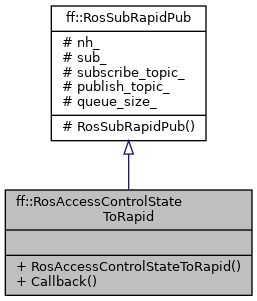 ff::RosSubRapidPub
# nh_
# sub_
# subscribe_topic_
# publish_topic_
# queue_size_
# RosSubRapidPub()
ff::RosAccessControlState
ToRapid
+ RosAccessControlStateToRapid()
+ Callback()